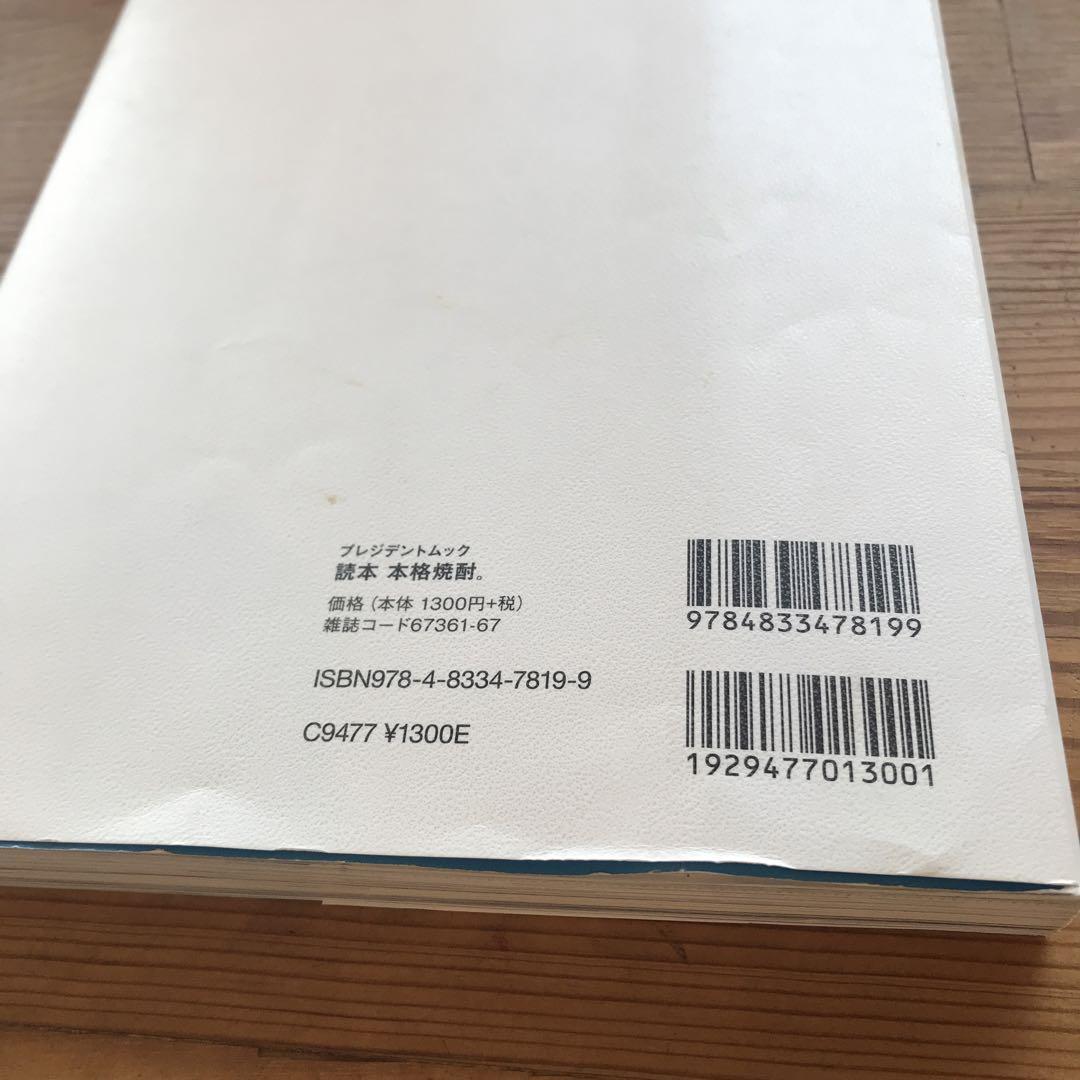 プレジデントムック
読本 本格焼酎。
価格（本体 1300円+税）
雑誌コード67361-67
ISBN978-4-8334-7819-9
C9477 ¥1300E
9784833478199
1929477013001